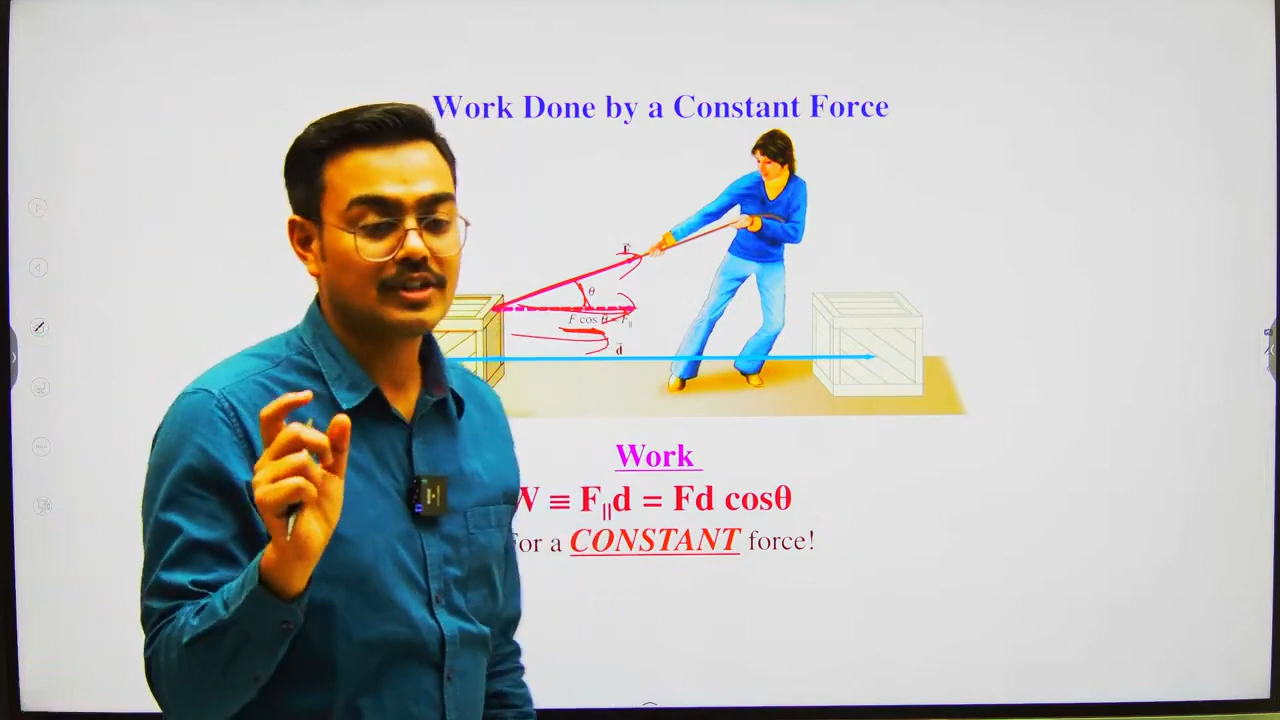 Work Done by a Constant Force
F
θ
F cos θ = F||
d
Work
W ≡ F||d = Fd cosθ
For a CONSTANT force!